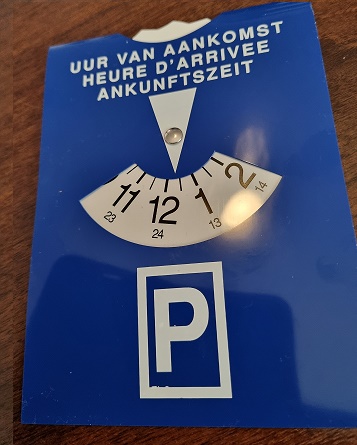 UUR VAN AANKOMST
HEURE D'ARRIVEE
ANKUNFTSZEIT
11 12 1 2
23 24 13 14
P